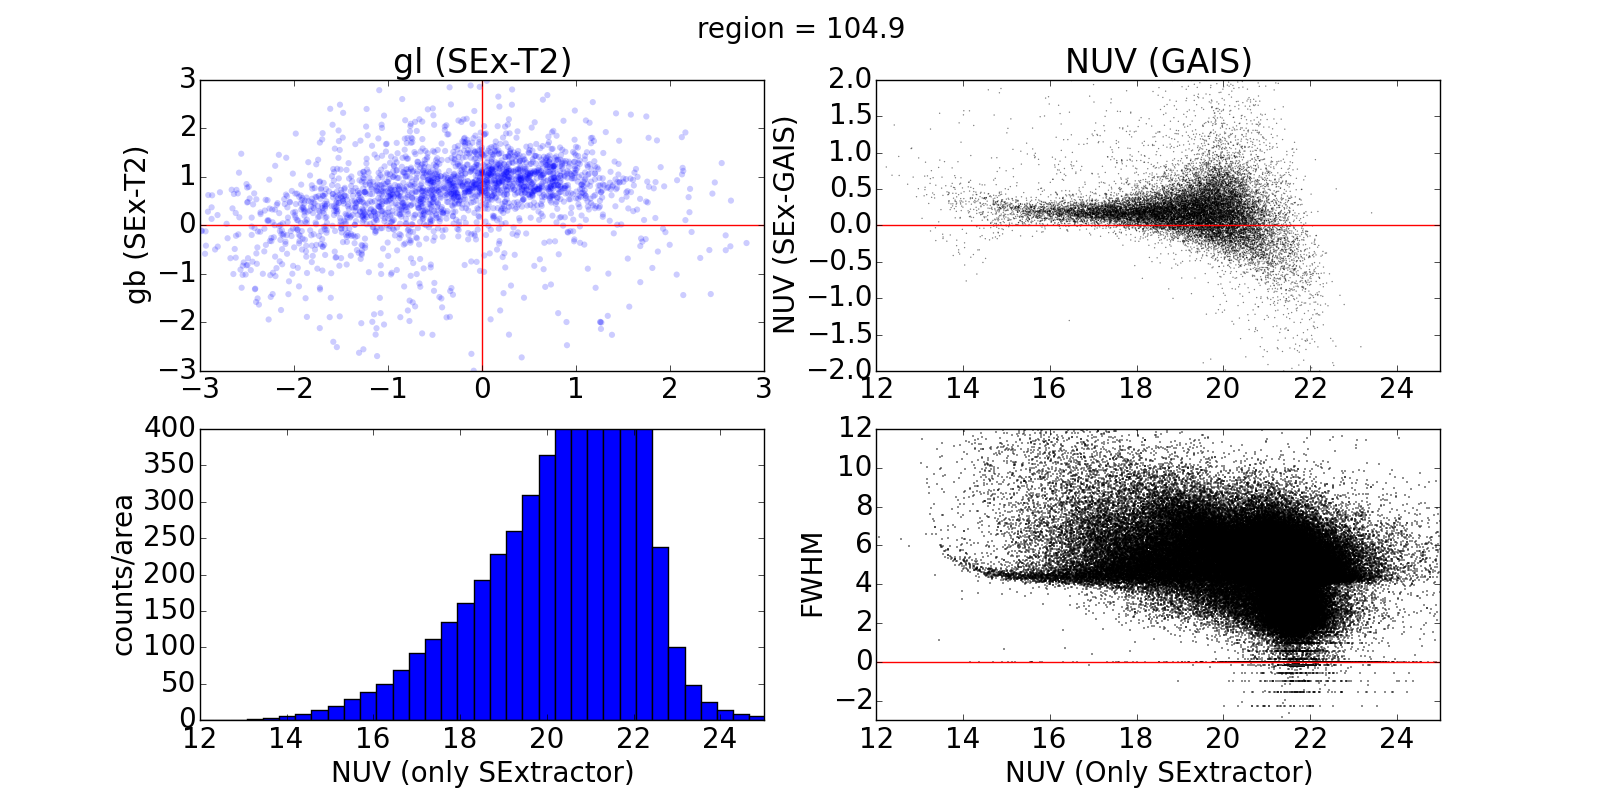 region = 104.9
gl (SEx-T2)
NUV (GAIS)
gb (SEx-T2)
3
2
1
0
−1
−2
−3
−3 −2 −1 0 1 2 3
NUV (SEx-GAIS)
2.0
1.5
1.0
0.5
0.0
−0.5
−1.0
−1.5
−2.0
12 14 16 18 20 22 24
counts/area
400
350
300
250
200
150
100
50
0
12 14 16 18 20 22 24
NUV (only SExtractor)
FWHM
12
10
8
6
4
2
0
−2
12 14 16 18 20 22 24
NUV (Only SExtractor)